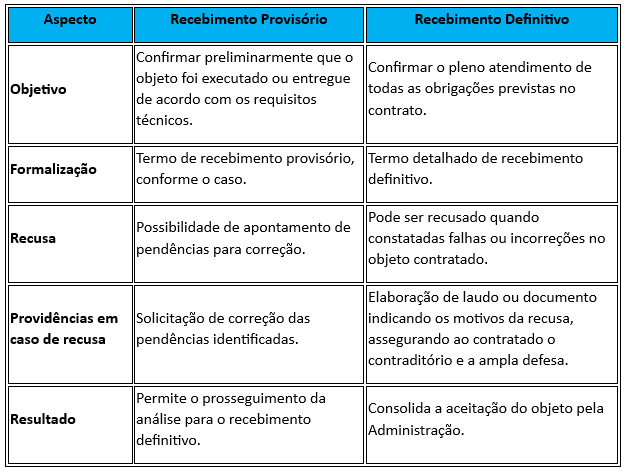 Aspecto
Recebimento Provisório
Recebimento Definitivo
Objetivo
Confirmar preliminarmente que o
objeto foi executado ou entregue
de acordo com os requisitos
técnicos.
Confirmar o pleno atendimento de
todas as obrigações previstas no
contrato.
Formalização
Termo de recebimento provisório,
conforme o caso.
Termo detalhado de recebimento
definitivo.
Recusa
Possibilidade de apontamento de
pendências para correção.
Pode ser recusado quando
constatadas falhas ou incorreções no
objeto contratado.
Providências em
caso de recusa
Solicitação de correção das
pendências identificadas.
Elaboração de laudo ou documento
indicando os motivos da recusa,
assegurando ao contratado o
contraditório e a ampla defesa.
Resultado
Permite o prosseguimento da
análise para o recebimento
definitivo.
Consolida a aceitação do objeto pela
Administração.